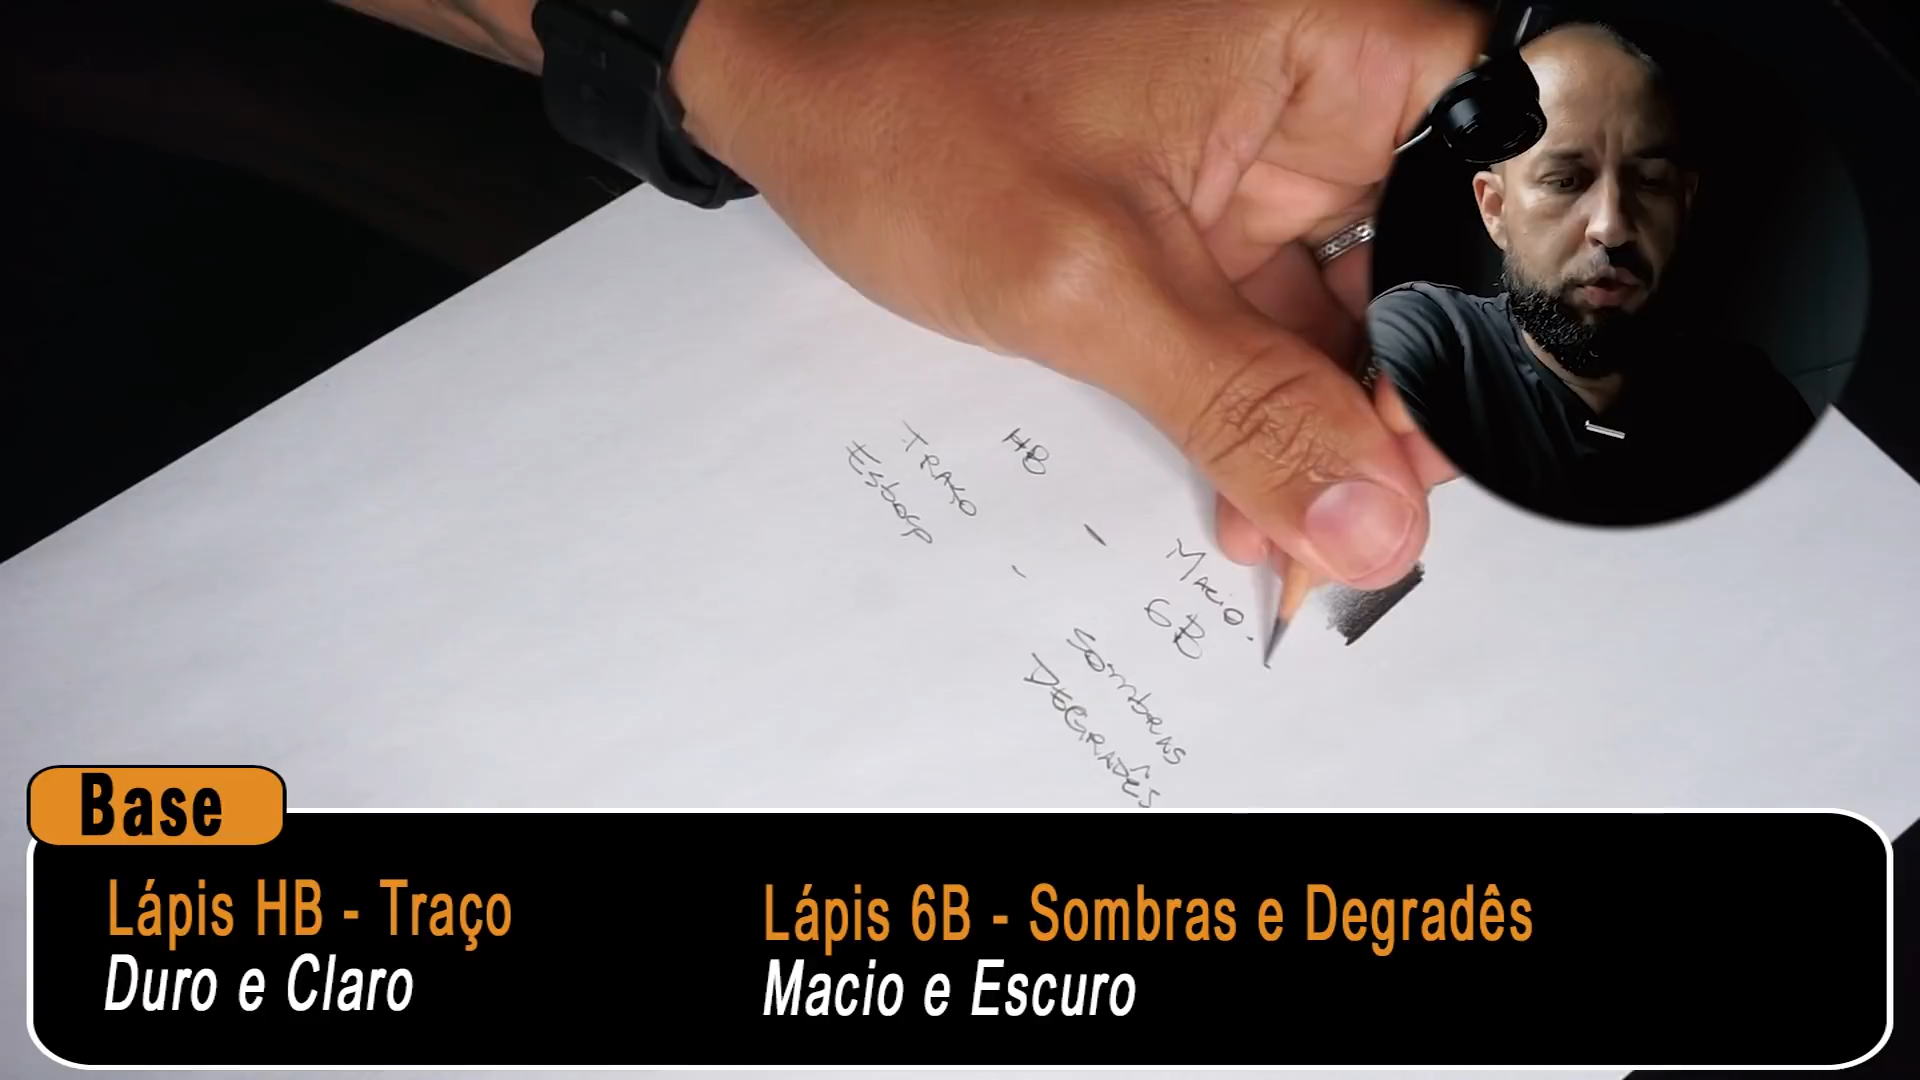 HB
TRAÇO
Esboço
-
-
MACIO.
6B
SOMBRAS
DEGRADÊS
Base
Lápis HB - Traço
Duro e Claro
Lápis 6B - Sombras e Degradês
Macio e Escuro